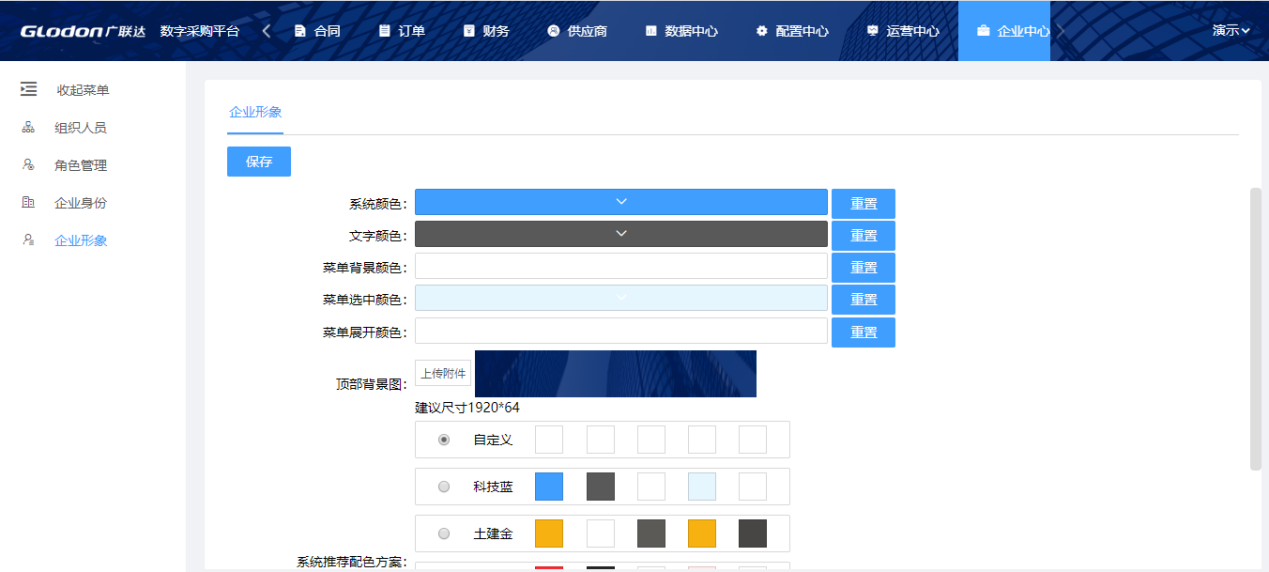 GLodon广联达 数字采购平台 合同 订单 财务 供应商 数据中心 配置中心 运营中心 企业中心 演示
收起菜单
组织人员
角色管理
企业身份
企业形象
企业形象
保存
系统颜色: 重置
文字颜色: 重置
菜单背景颜色: 重置
菜单选中颜色: 重置
菜单展开颜色: 重置
顶部背景图: 上传附件
建议尺寸1920*64
自定义
科技蓝
土建金
系统推荐配色方案: